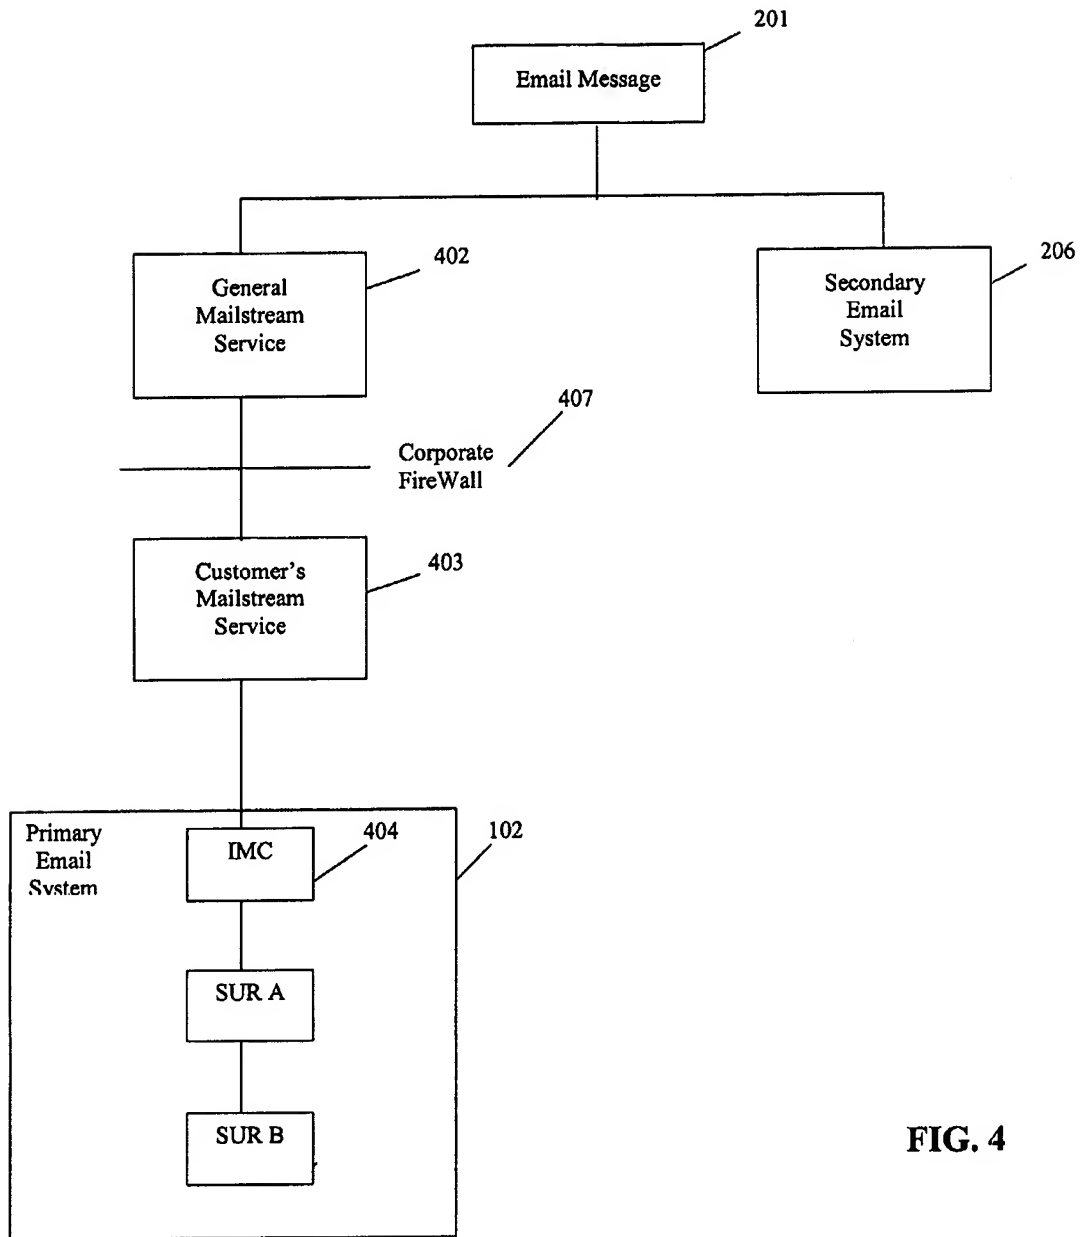 201
Email Message
402
General
Mailstream
Service
206
Secondary
Email
System
407
Corporate
FireWall
403
Customer's
Mailstream
Service
Primary
Email
System
IMC
404
102
SUR A
SUR B
FIG. 4